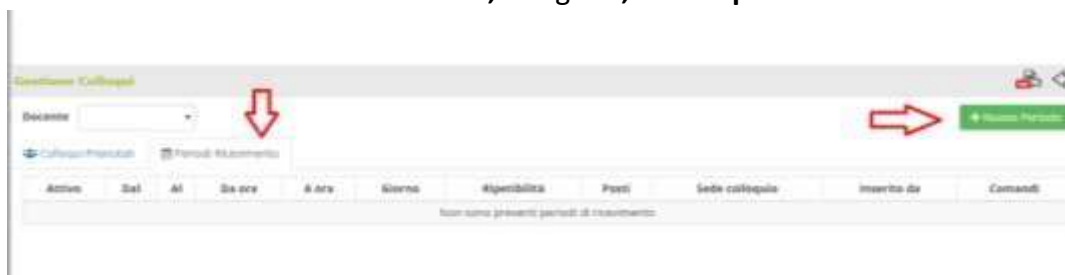 Gestione Colloqui
Docente
+ Nuovo Periodo
Colloqui Prenotati Periodi Ricevimento
Attivo Dal Al Da ora A ora Giorno Ripetibilità Posti Sede colloquio Inserito da Comandi
Non sono presenti periodi di ricevimento